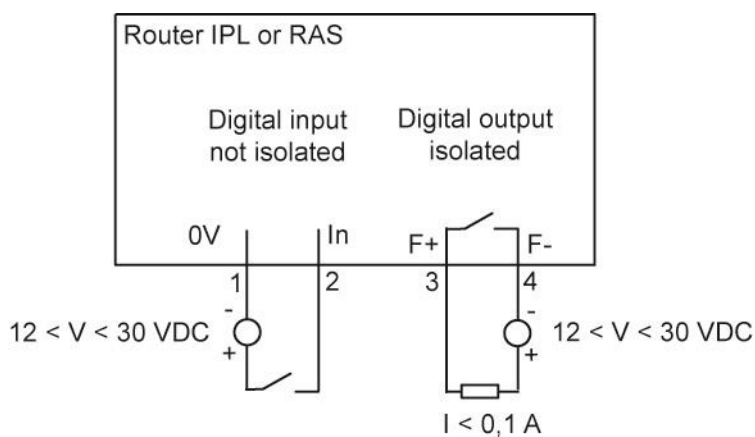 Router IPL or RAS
Digital input
not isolated
Digital output
isolated
0V
In
F+
F-
1
2
3
4
-
12 < V < 30 VDC
+
-
12 < V < 30 VDC
+
I < 0,1 A